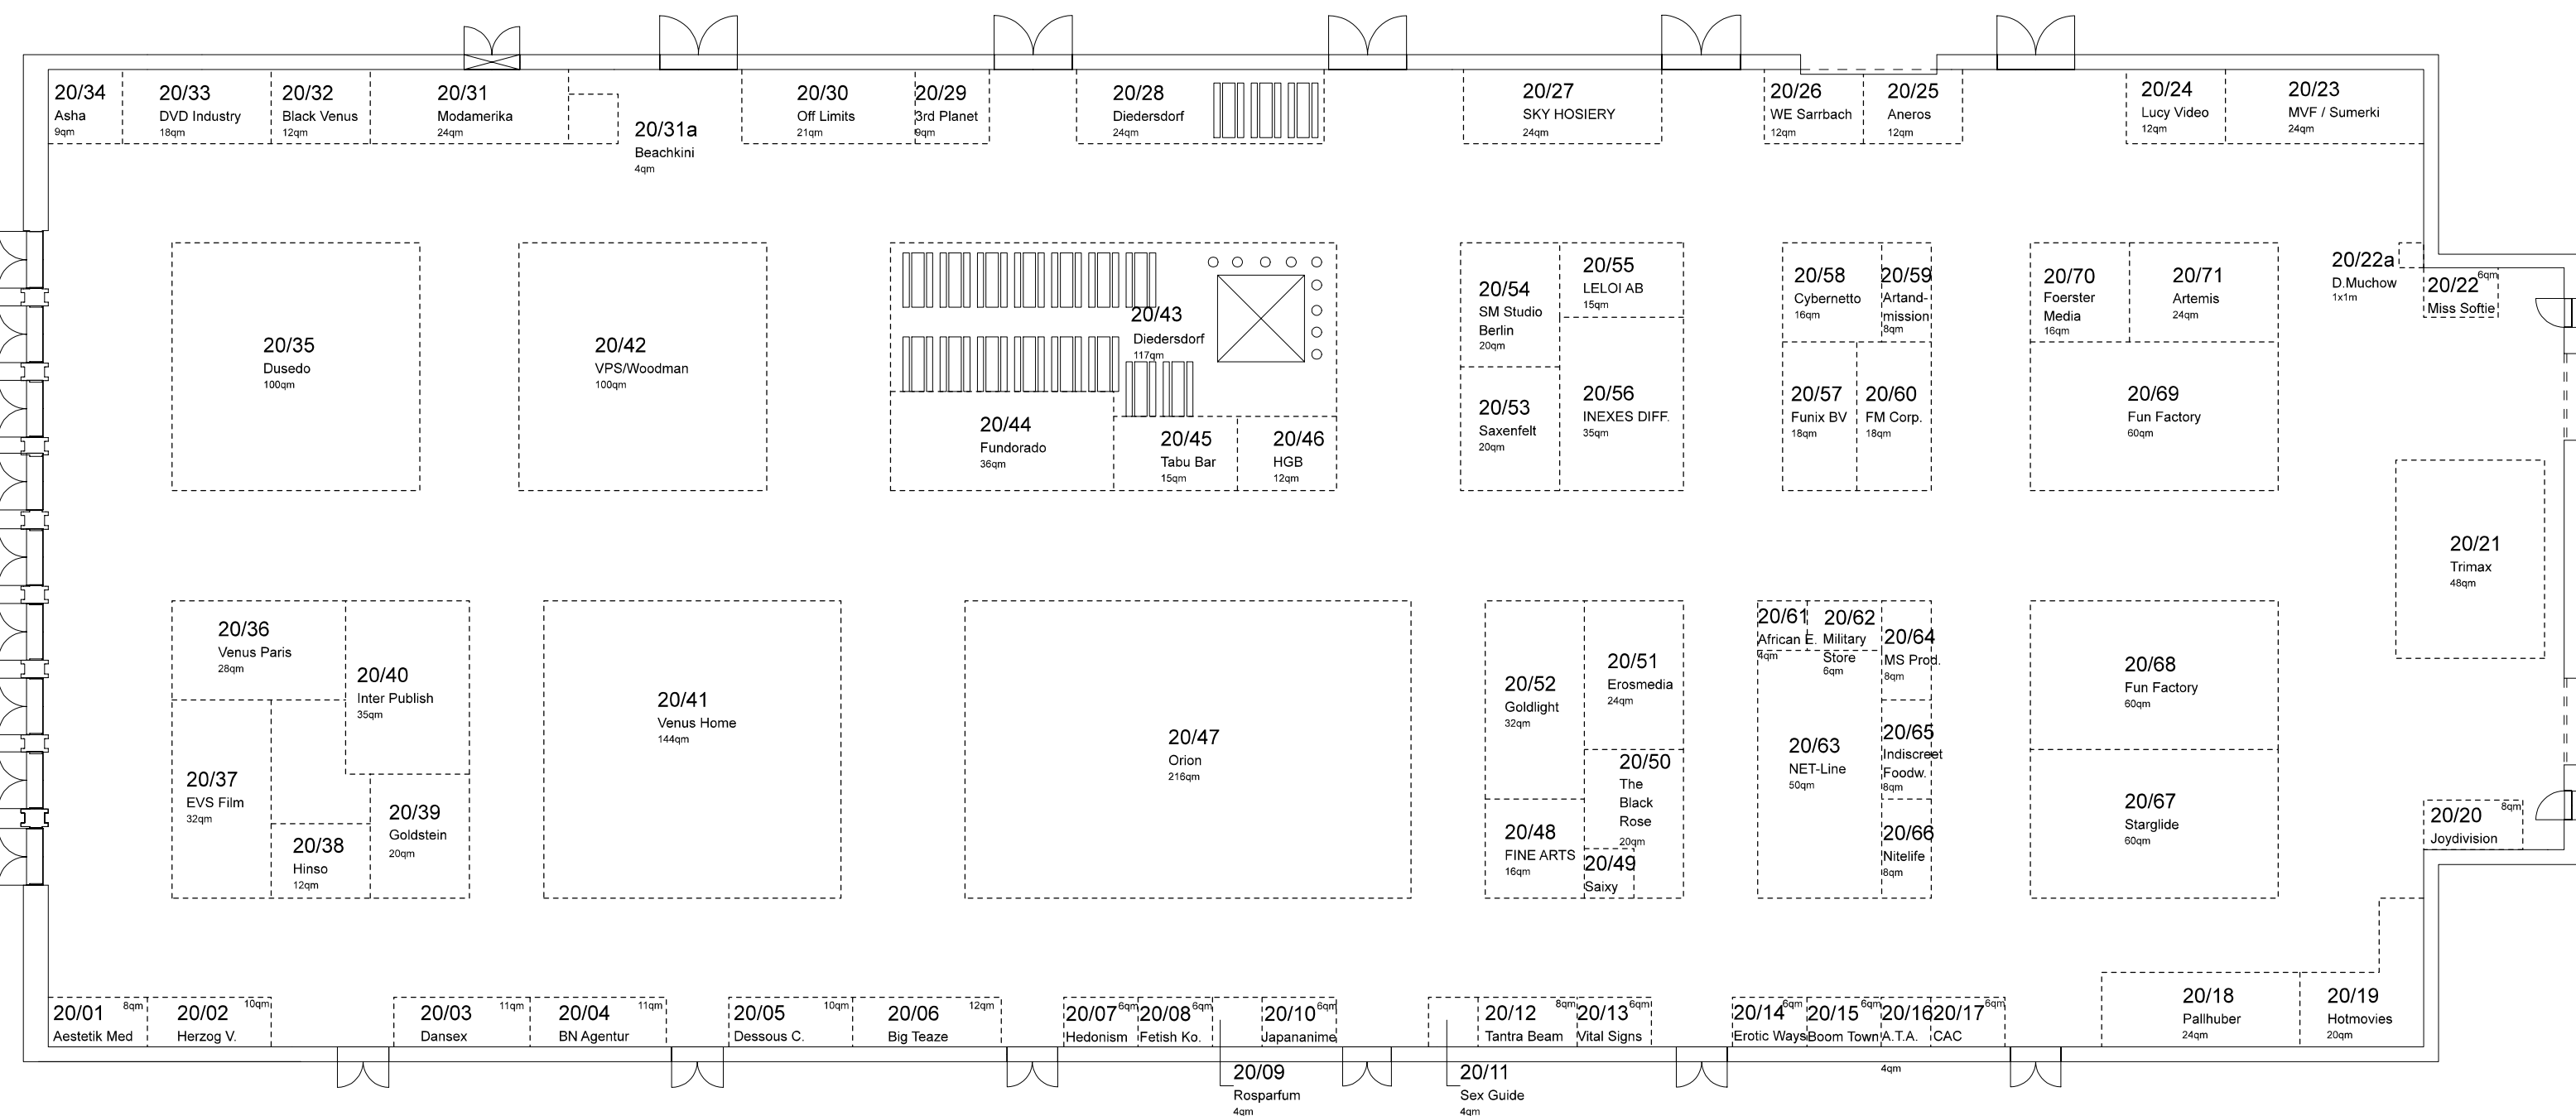 20/34
Asha
9qm
20/33
DVD Industry
18qm
20/32
Black Venus
12qm
20/31
Modamerika
24qm
20/31a
Beachkini
4qm
20/30
Off Limits
21qm
20/29
3rd Planet
9qm
20/28
Diedersdorf
24qm
20/27
SKY HOSIERY
24qm
20/26
WE Sarrbach
12qm
20/25
Aneros
12qm
20/24
Lucy Video
12qm
20/23
MVF / Sumerki
24qm
20/35
Dusedo
100qm
20/42
VPS/Woodman
100qm
20/43
Diedersdorf
117qm
20/44
Fundorado
36qm
20/45
Tabu Bar
15qm
20/46
HGB
12qm
20/54
SM Studio
Berlin
20qm
20/55
LELOI AB
15qm
20/53
Saxenfelt
20qm
20/56
INEXES DIFF.
35qm
20/58
Cybernetto
16qm
20/59
Artand-
mission
8qm
20/57
Funix BV
18qm
20/60
FM Corp.
18qm
20/70
Foerster
Media
16qm
20/71
Artemis
24qm
20/69
Fun Factory
60qm
20/22a
D.Muchow
1x1m
20/22 6qm
Miss Softie
20/21
Trimax
48qm
20/36
Venus Paris
28qm
20/40
Inter Publish
35qm
20/37
EVS Film
32qm
20/38
Hinso
12qm
20/39
Goldstein
20qm
20/41
Venus Home
144qm
20/47
Orion
216qm
20/52
Goldlight
32qm
20/51
Erosmedia
24qm
20/50
The
Black
Rose
20qm
20/48
FINE ARTS
16qm
20/49
Saixy
20/61
African E.
4qm
20/62
Military
Store
6qm
20/64
MS Prod.
8qm
20/63
NET-Line
50qm
20/65
Indiscreet
Foodw.
8qm
20/66
Nitelife
8qm
20/68
Fun Factory
60qm
20/67
Starglide
60qm
20/20 8qm
Joydivision
20/01 8qm
Aestetik Med
20/02 10qm
Herzog V.
20/03 11qm
Dansex
20/04 11qm
BN Agentur
20/05 10qm
Dessous C.
20/06 12qm
Big Teaze
20/07 6qm
Hedonism
20/08 6qm
Fetish Ko.
20/09
Rosparfum
4qm
20/10 6qm
Japananime
20/11
Sex Guide
4qm
20/12 8qm
Tantra Beam
20/13 6qm
Vital Signs
20/14 6qm
Erotic Ways
20/15 6qm
Boom Town
20/16
A.T.A.
4qm
20/17 6qm
CAC
20/18
Pallhuber
24qm
20/19
Hotmovies
20qm